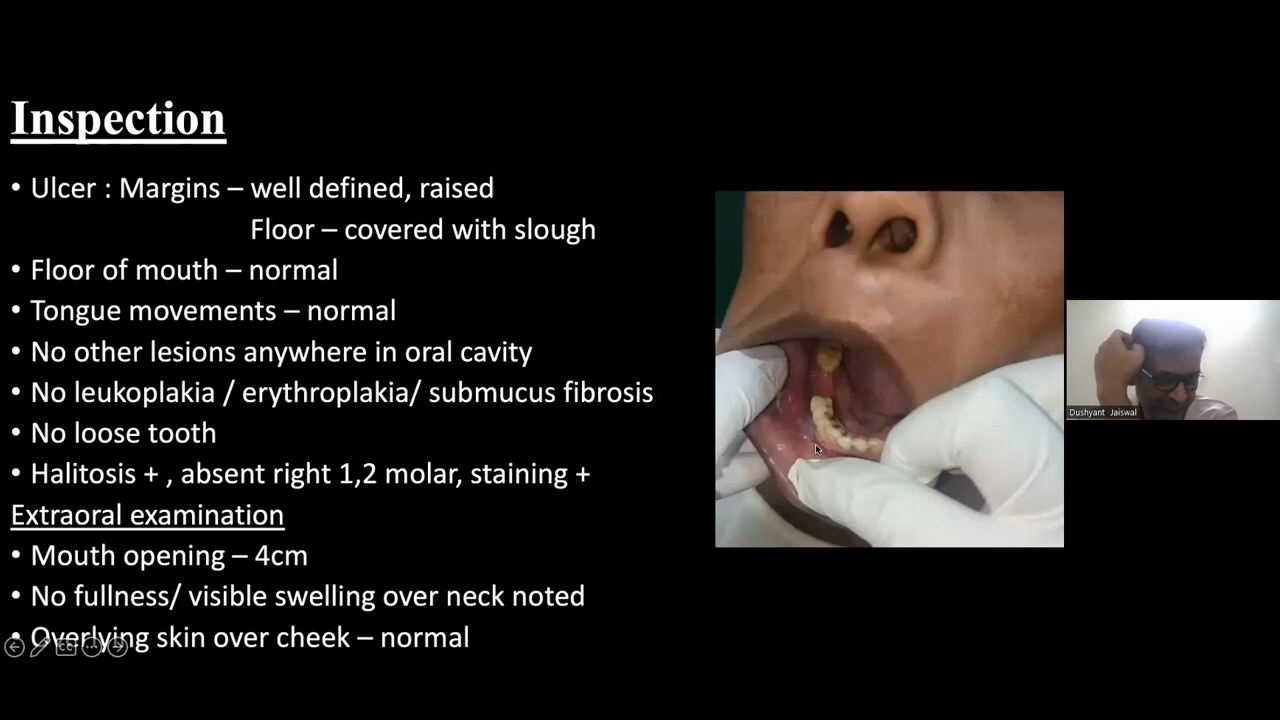 Inspection
• Ulcer : Margins – well defined, raised
Floor – covered with slough
• Floor of mouth – normal
• Tongue movements – normal
• No other lesions anywhere in oral cavity
• No leukoplakia / erythroplakia/ submucus fibrosis
• No loose tooth
• Halitosis + , absent right 1,2 molar, staining +
Extraoral examination
• Mouth opening – 4cm
• No fullness/ visible swelling over neck noted
• Overlying skin over cheek – normal
Dushyant Jaiswal